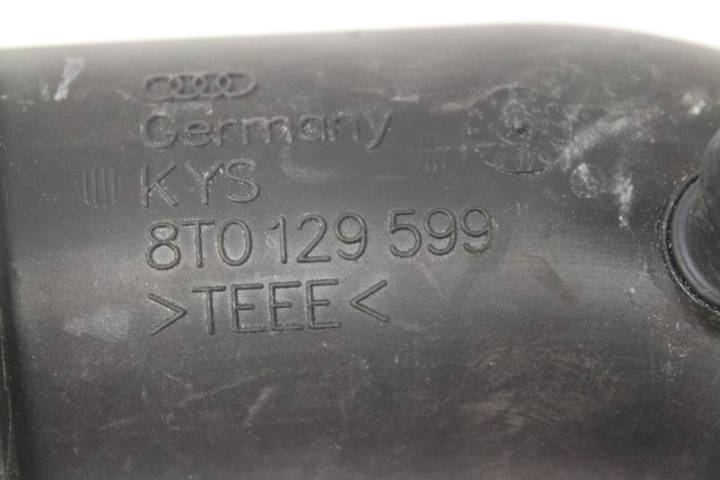 Germany
KYS
8T0 129 599
>TEEE<